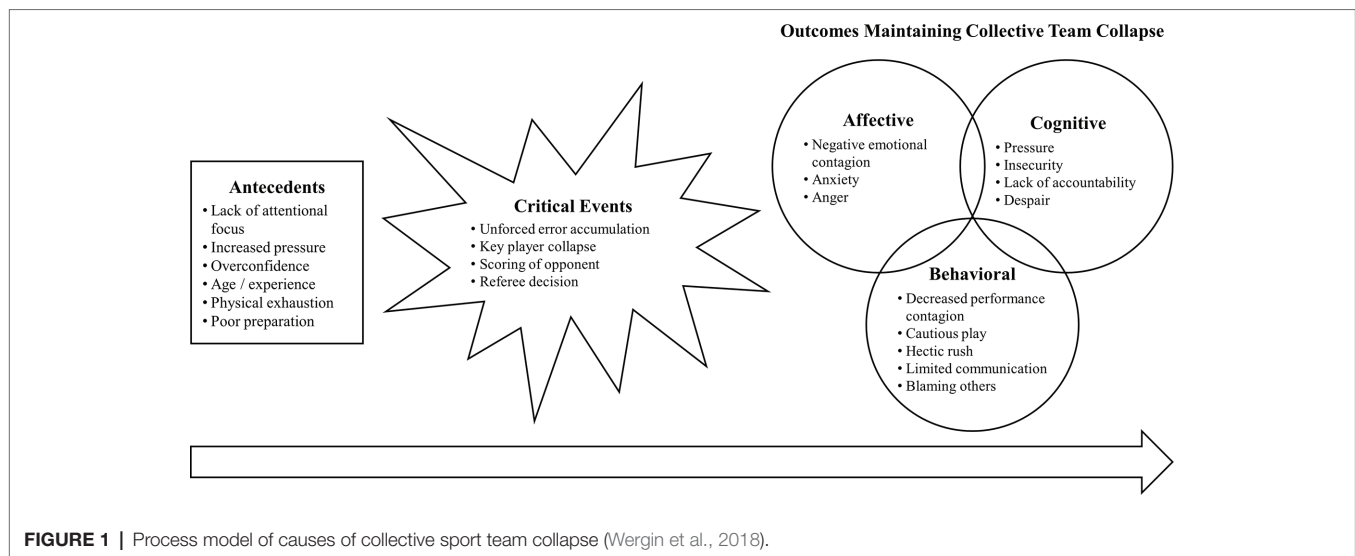 Outcomes Maintaining Collective Team Collapse
Antecedents
• Lack of attentional
focus
• Increased pressure
• Overconfidence
• Age / experience
• Physical exhaustion
• Poor preparation
Critical Events
• Unforced error accumulation
• Key player collapse
• Scoring of opponent
• Referee decision
Affective
• Negative emotional
contagion
• Anxiety
• Anger
Cognitive
• Pressure
• Insecurity
• Lack of accountability
• Despair
Behavioral
• Decreased performance
contagion
• Cautious play
• Hectic rush
• Limited communication
• Blaming others
FIGURE 1 | Process model of causes of collective sport team collapse (Wergin et al., 2018).